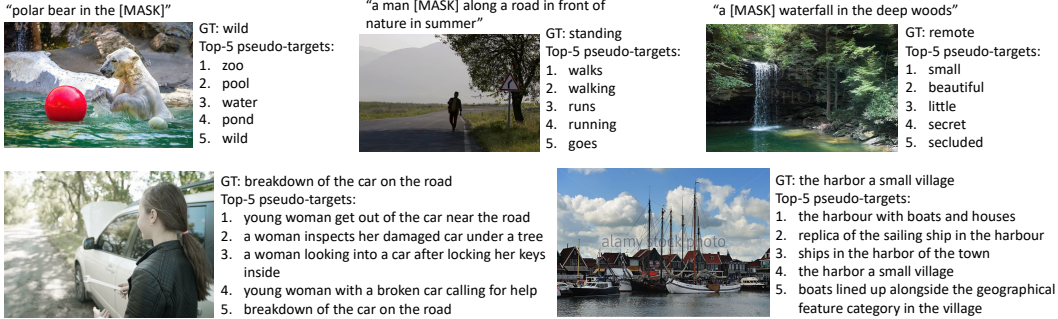 “polar bear in the [MASK]”
GT: wild
Top-5 pseudo-targets:
1. zoo
2. pool
3. water
4. pond
5. wild
“a man [MASK] along a road in front of
nature in summer”
GT: standing
Top-5 pseudo-targets:
1. walks
2. walking
3. runs
4. running
5. goes
“a [MASK] waterfall in the deep woods”
GT: remote
Top-5 pseudo-targets:
1. small
2. beautiful
3. little
4. secret
5. secluded
GT: breakdown of the car on the road
Top-5 pseudo-targets:
1. young woman get out of the car near the road
2. a woman inspects her damaged car under a tree
3. a woman looking into a car after locking her keys
inside
4. young woman with a broken car calling for help
5. breakdown of the car on the road
alamy stock photo
GT: the harbor a small village
Top-5 pseudo-targets:
1. the harbour with boats and houses
2. replica of the sailing ship in the harbour
3. ships in the harbor of the town
4. the harbor a small village
5. boats lined up alongside the geographical
feature category in the village